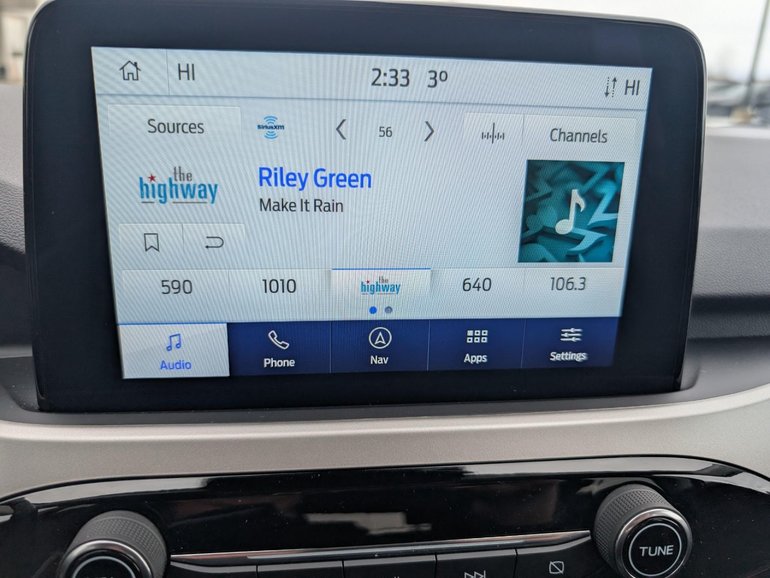 HI 2:33 3° HI
Sources SiriusXM 56 Channels
the
highway
Riley Green
Make It Rain
590 1010 the highway 640 106.3
Audio Phone Nav Apps Settings
TUNE